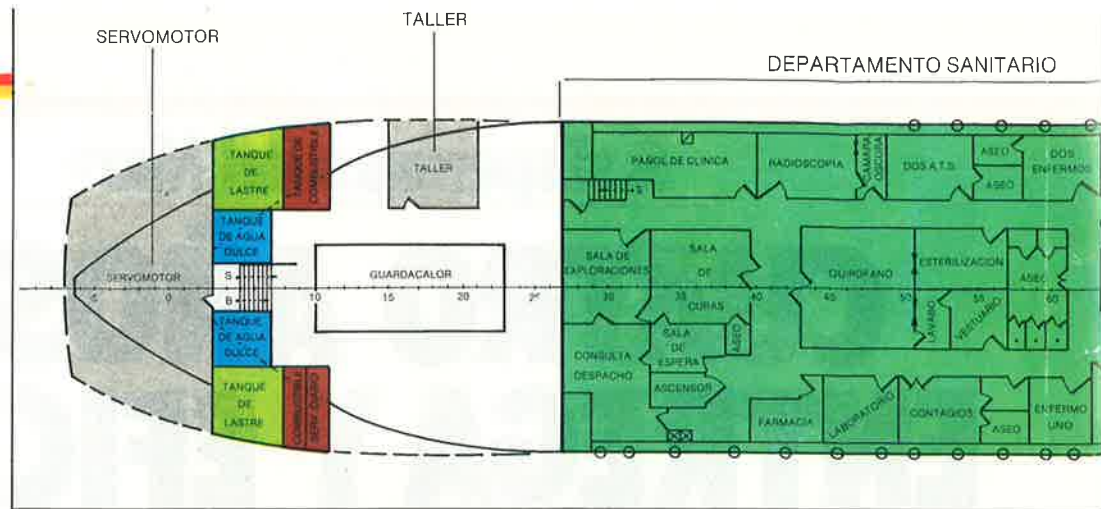 SERVOMOTOR
TALLER
DEPARTAMENTO SANITARIO
TANQUE
DE
LASTRE
TANQUE DE
COMBUSTIBLE
TALLER
PAÑOL DE CLINICA
RADIOSCOPIA
CAMARA
OSCURA
DOS A.T.S.
ASEO
ASEO
DOS
ENFERMOS
TANQUE
DE AGUA
DULCE
SERVOMOTOR
S
B
GUARDACALOR
SALA DE
EXPLORACIONES
SALA
DE
CURAS
QUIROFANO
ESTERILIZACION
ASEO
LAVABO
VESTUARIO
0
10
15
20
30
35
40
45
50
55
60
TANQUE
DE AGUA
DULCE
CONSULTA
DESPACHO
SALA
DE
ESPERA
ASEO
ASCENSOR
TANQUE
DE
LASTRE
COMBUSTIBLE
SERV. DIARIO
FARMACIA
LABORATORIO
CONTAGIOS
ASEO
ENFERMO
UNO